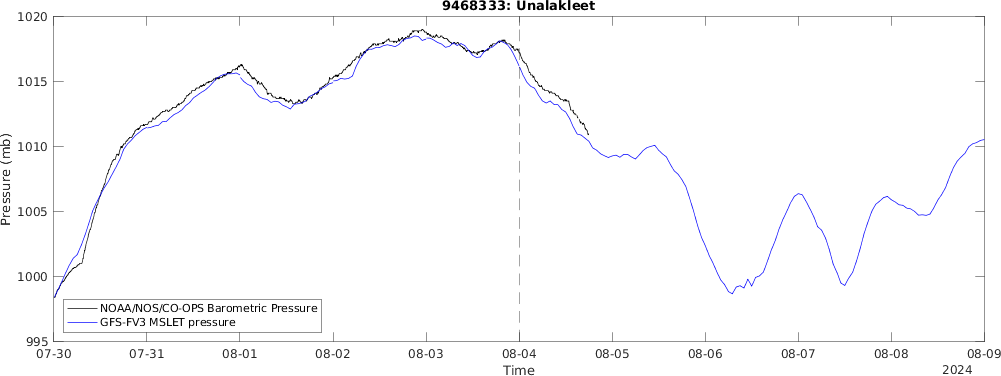 9468333: Unalakleet
Pressure (mb)
1020
1015
1010
1005
1000
995
NOAA/NOS/CO-OPS Barometric Pressure
GFS-FV3 MSLET pressure
07-30 07-31 08-01 08-02 08-03 08-04 08-05 08-06 08-07 08-08 08-09
Time
2024